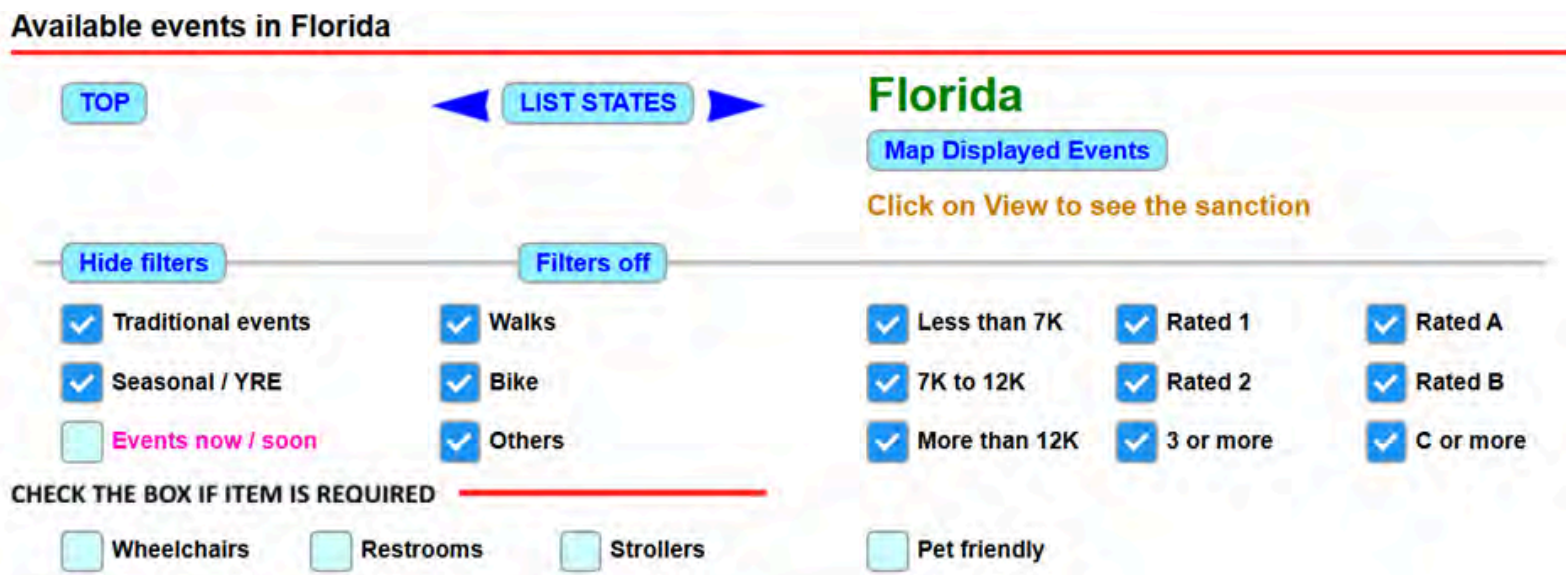 Available events in Florida
TOP LIST STATES Florida
Map Displayed Events
Click on View to see the sanction
Hide filters Filters off
Traditional events Walks Less than 7K Rated 1 Rated A
Seasonal / YRE Bike 7K to 12K Rated 2 Rated B
Events now / soon Others More than 12K 3 or more C or more
CHECK THE BOX IF ITEM IS REQUIRED
Wheelchairs Restrooms Strollers Pet friendly